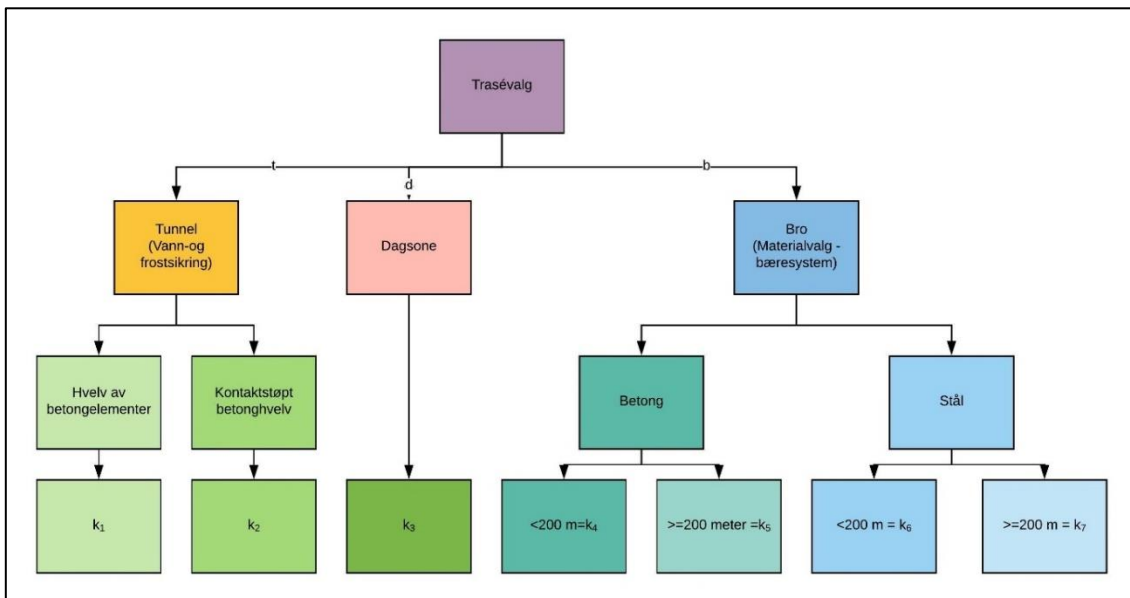 Trasévalg
t
d
b
Tunnel
(Vann-og
frostsikring)
Dagsone
Bro
(Materialvalg -
bæresystem)
Hvelv av
betongelementer
Kontaktstøpt
betonghvelv
Betong
Stål
k₁
k₂
k₃
<200 m=k₄
>=200 meter =k₅
<200 m = k₆
>=200 m = k₇